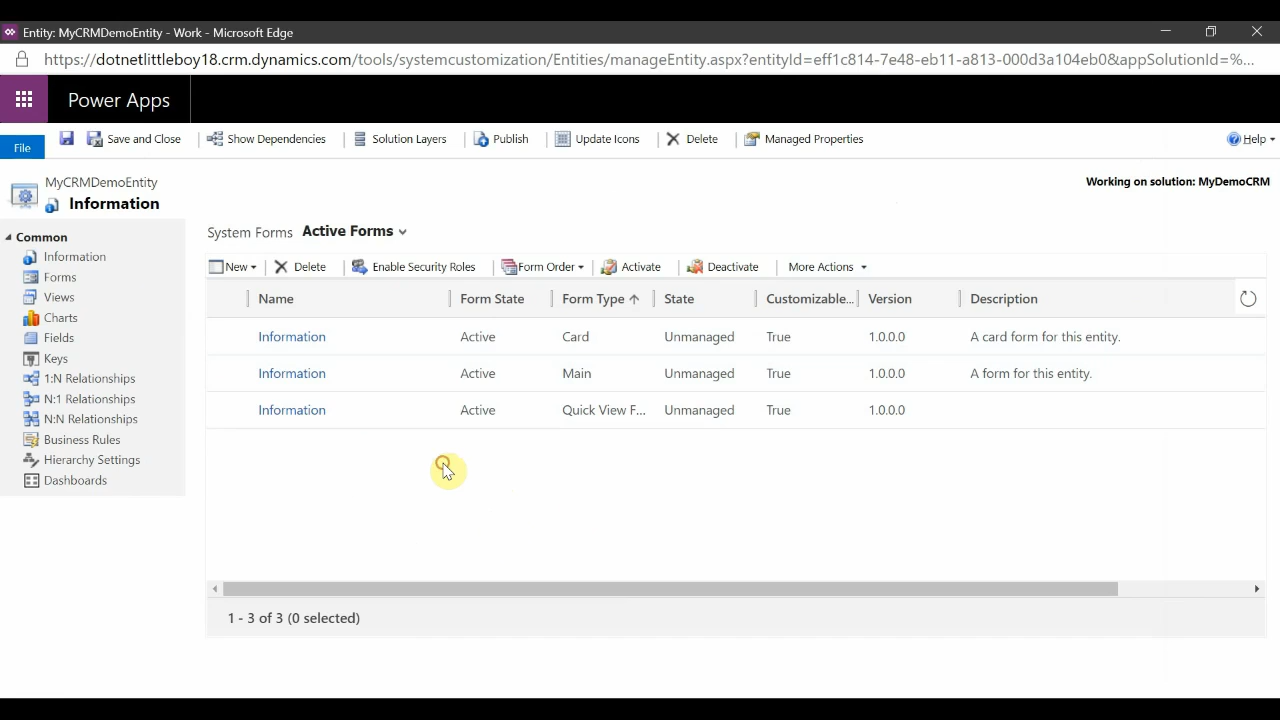 Entity: MyCRMDemoEntity - Work - Microsoft Edge
https://dotnetlittleboy18.crm.dynamics.com/tools/systemcustomization/Entities/manageEntity.aspx?entityId=eff1c814-7e48-eb11-a813-000d3a104eb0&appSolutionId=%...
Power Apps
File Save and Close Show Dependencies Solution Layers Publish Update Icons Delete Managed Properties Help
MyCRMDemoEntity
Information
Working on solution: MyDemoCRM
Common
Information
Forms
Views
Charts
Fields
Keys
1:N Relationships
N:1 Relationships
N:N Relationships
Business Rules
Hierarchy Settings
Dashboards
System Forms Active Forms
New Delete Enable Security Roles Form Order Activate Deactivate More Actions
Name Form State Form Type State Customizable... Version Description
Information Active Card Unmanaged True 1.0.0.0 A card form for this entity.
Information Active Main Unmanaged True 1.0.0.0 A form for this entity.
Information Active Quick View F... Unmanaged True 1.0.0.0
1 - 3 of 3 (0 selected)